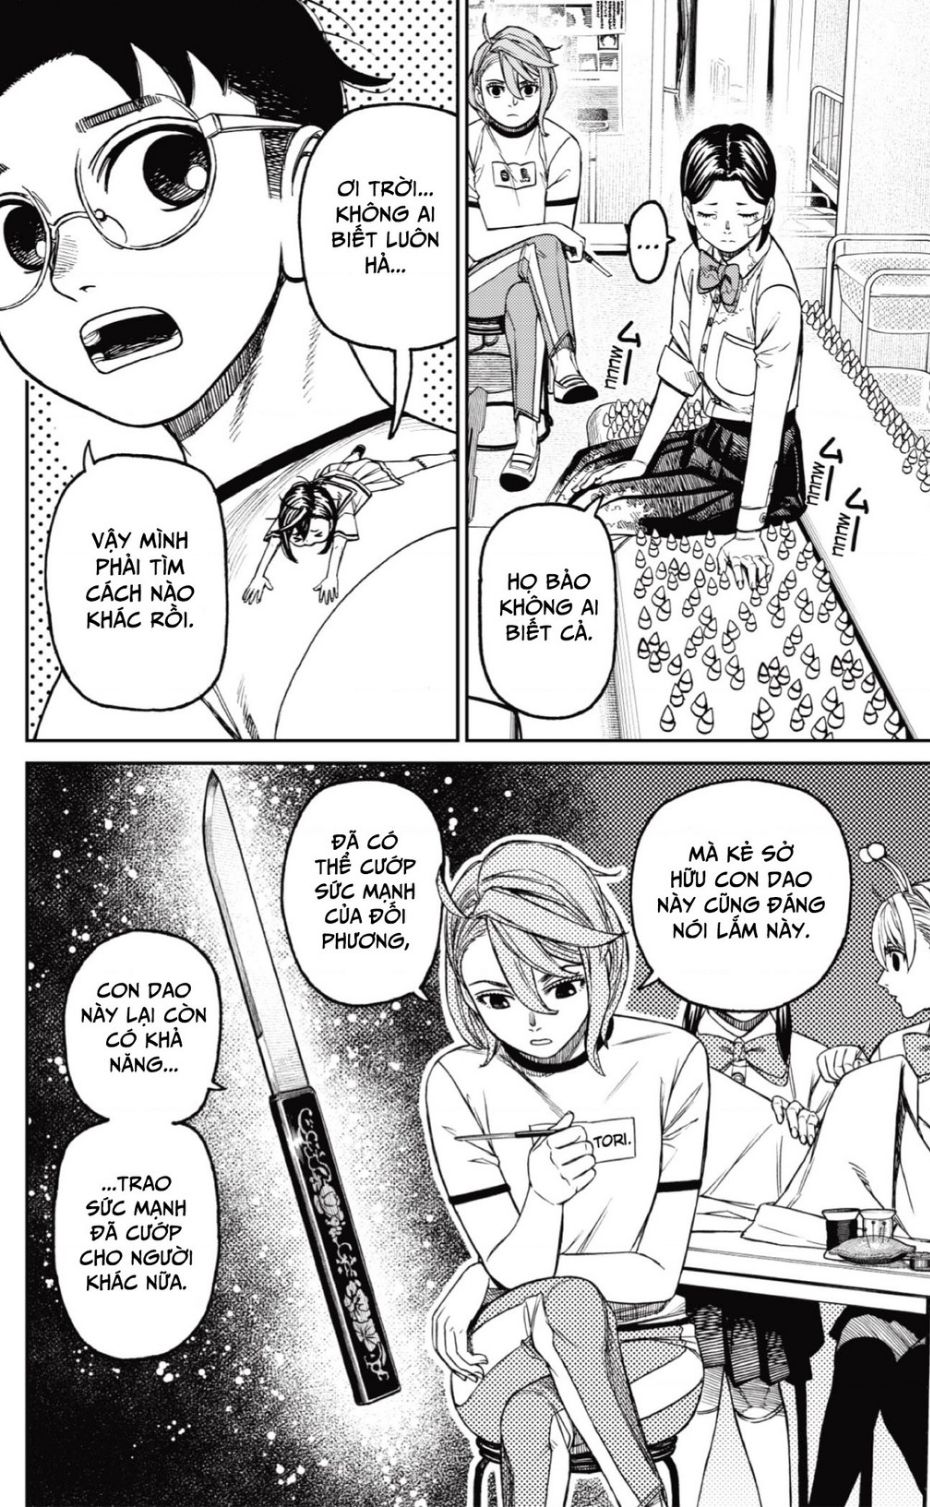 ...
HỌ BẢO
KHÔNG AI
BIẾT CẢ.
ƠI TRỜI...
KHÔNG AI
BIẾT LUÔN
HẢ...
VẬY MÌNH
PHẢI TÌM
CÁCH NÀO
KHÁC RỒI.
MÀ KẺ SỞ
HỮU CON DAO
NÀY CŨNG ĐÁNG
NÓI LẮM NÀY.
ĐÃ CÓ
THỂ CƯỚP
SỨC MẠNH
CỦA ĐỐI
PHƯƠNG,
CON DAO
NÀY LẠI CÒN
CÓ KHẢ
NĂNG...
...TRAO
SỨC MẠNH
ĐÃ CƯỚP
CHO NGƯỜI
KHÁC NỮA.
TORI.